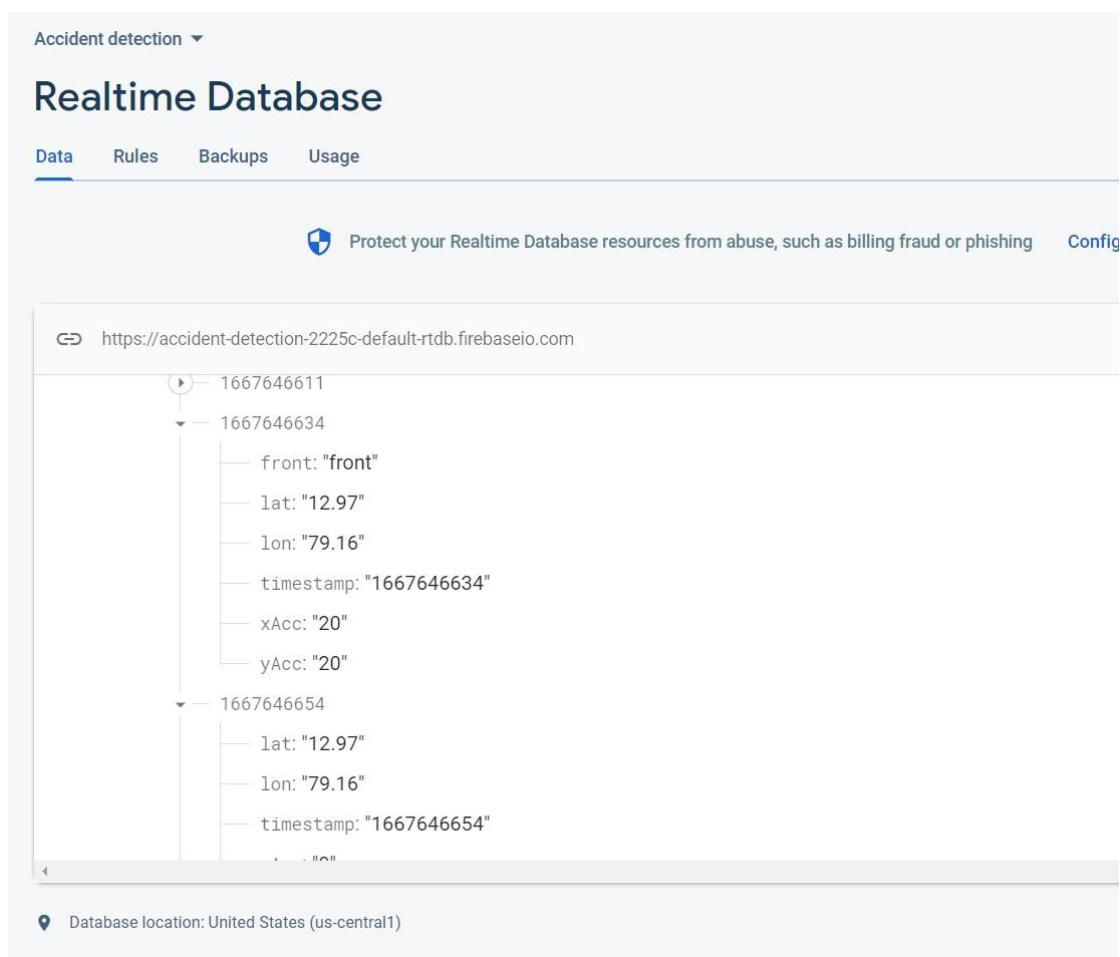 Accident detection
Realtime Database
Data Rules Backups Usage
Protect your Realtime Database resources from abuse, such as billing fraud or phishing Config
https://accident-detection-2225c-default-rtdb.firebaseio.com
1667646611
1667646634
front: "front"
lat: "12.97"
lon: "79.16"
timestamp: "1667646634"
xAcc: "20"
yAcc: "20"
1667646654
lat: "12.97"
lon: "79.16"
timestamp: "1667646654"
Database location: United States (us-central1)